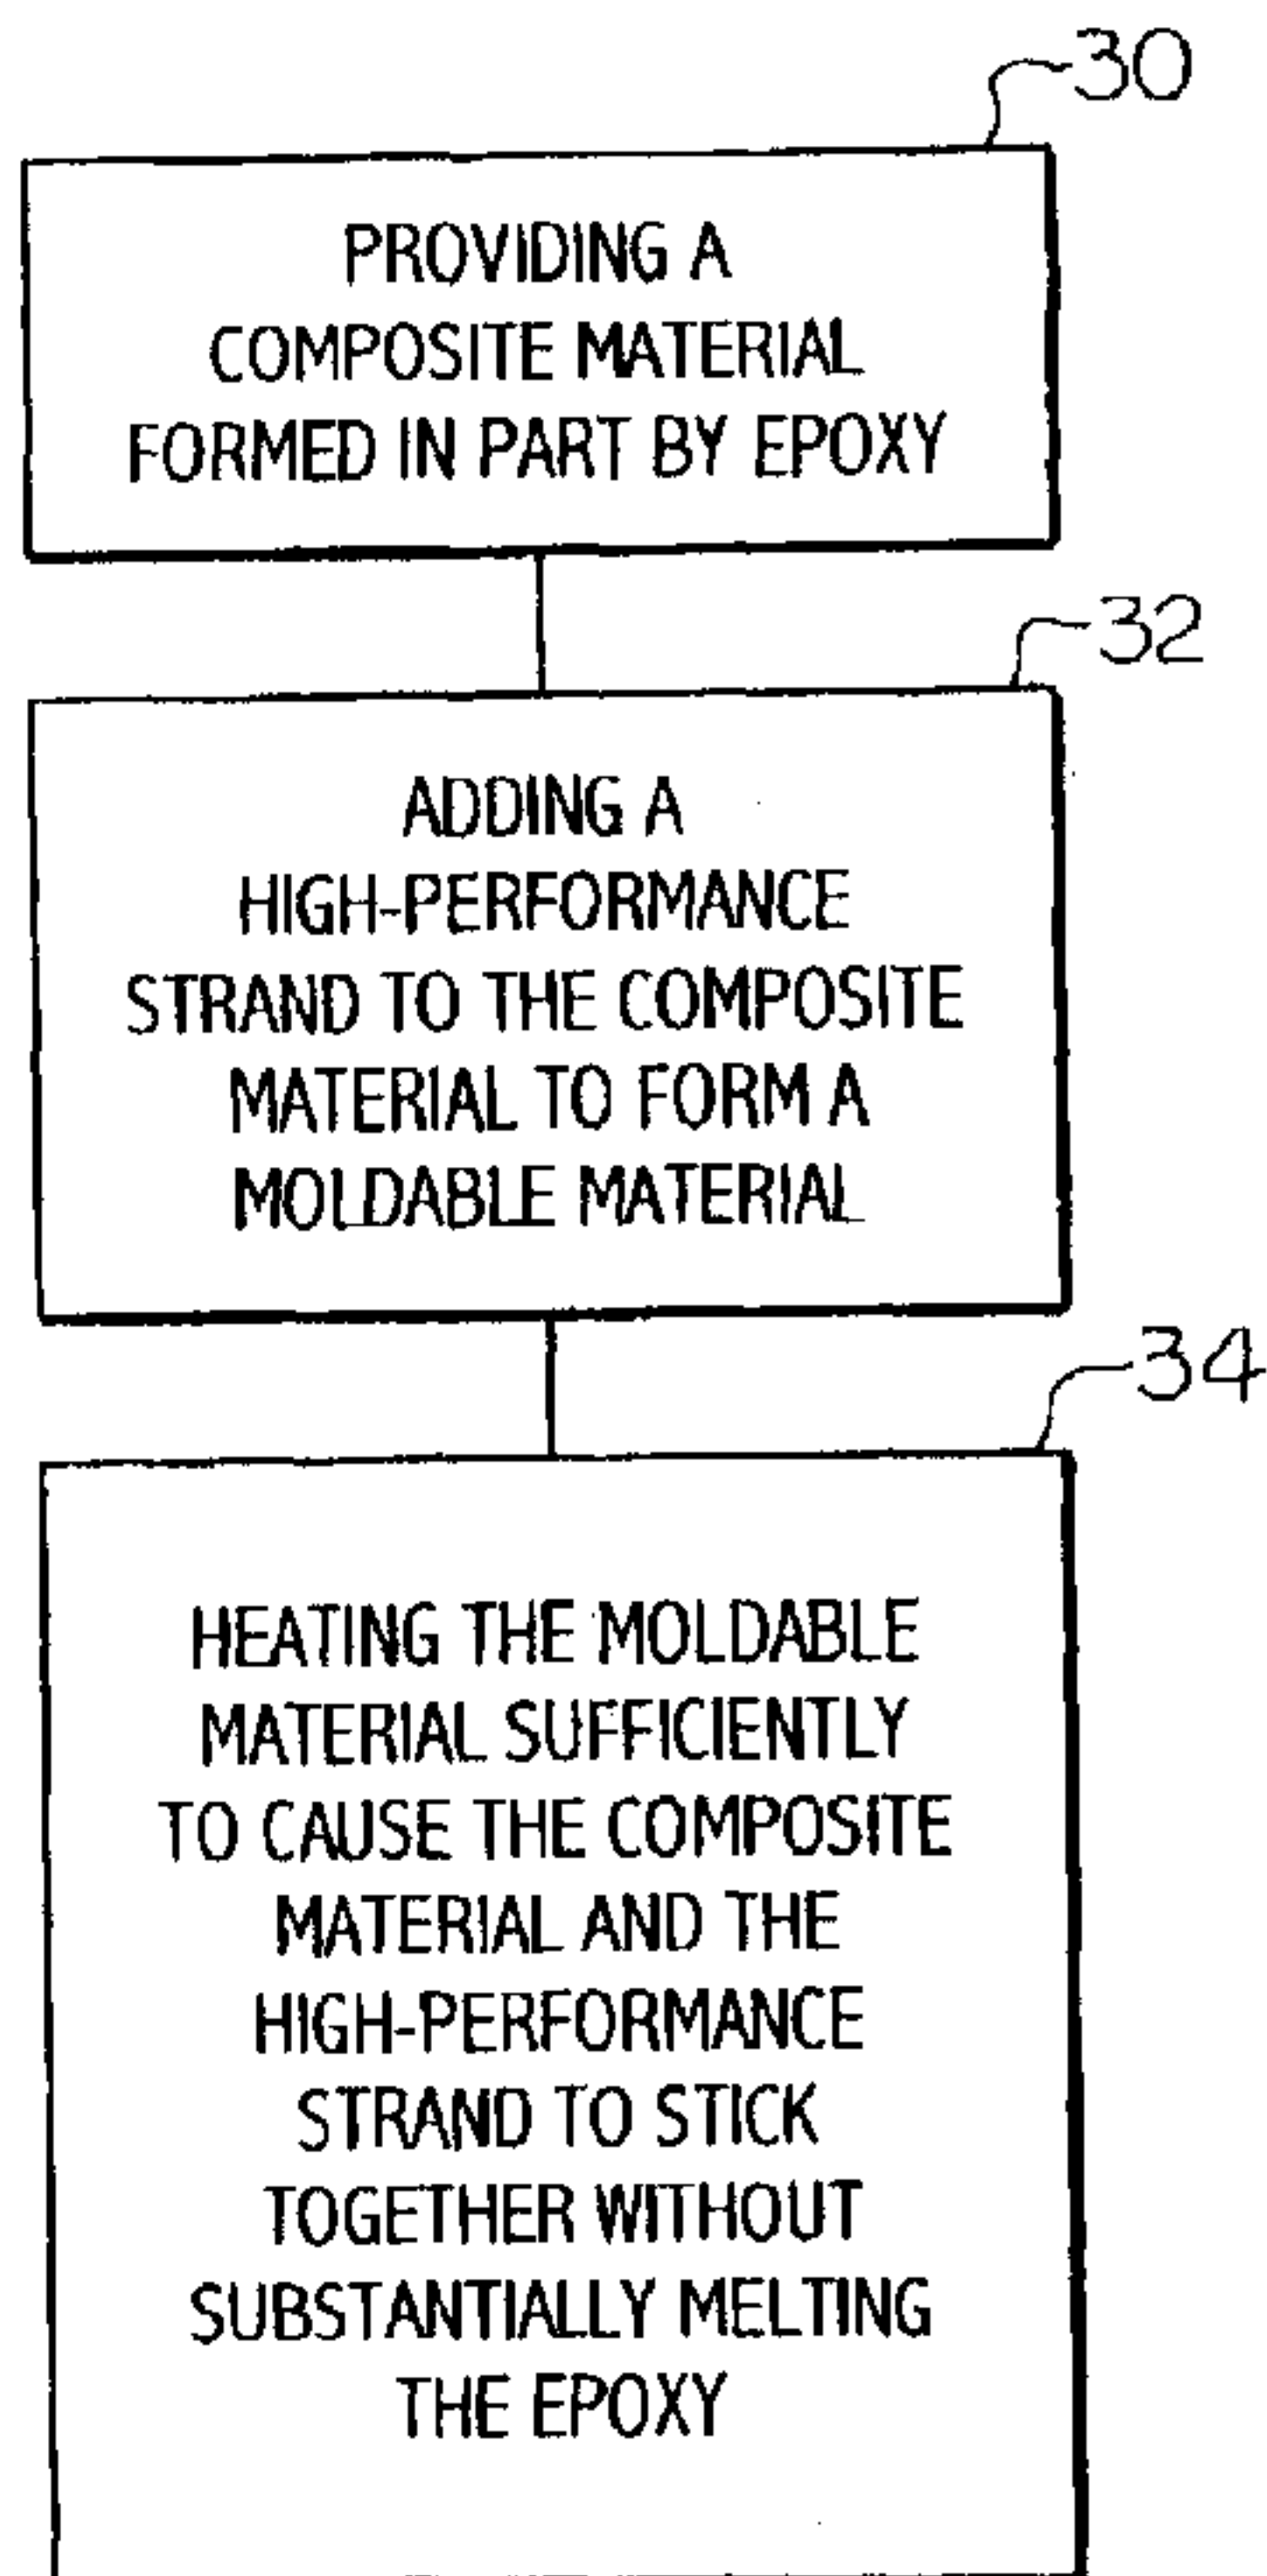 30
PROVIDING A
COMPOSITE MATERIAL
FORMED IN PART BY EPOXY
32
ADDING A
HIGH-PERFORMANCE
STRAND TO THE COMPOSITE
MATERIAL TO FORM A
MOLDABLE MATERIAL
34
HEATING THE MOLDABLE
MATERIAL SUFFICIENTLY
TO CAUSE THE COMPOSITE
MATERIAL AND THE
HIGH-PERFORMANCE
STRAND TO STICK
TOGETHER WITHOUT
SUBSTANTIALLY MELTING
THE EPOXY